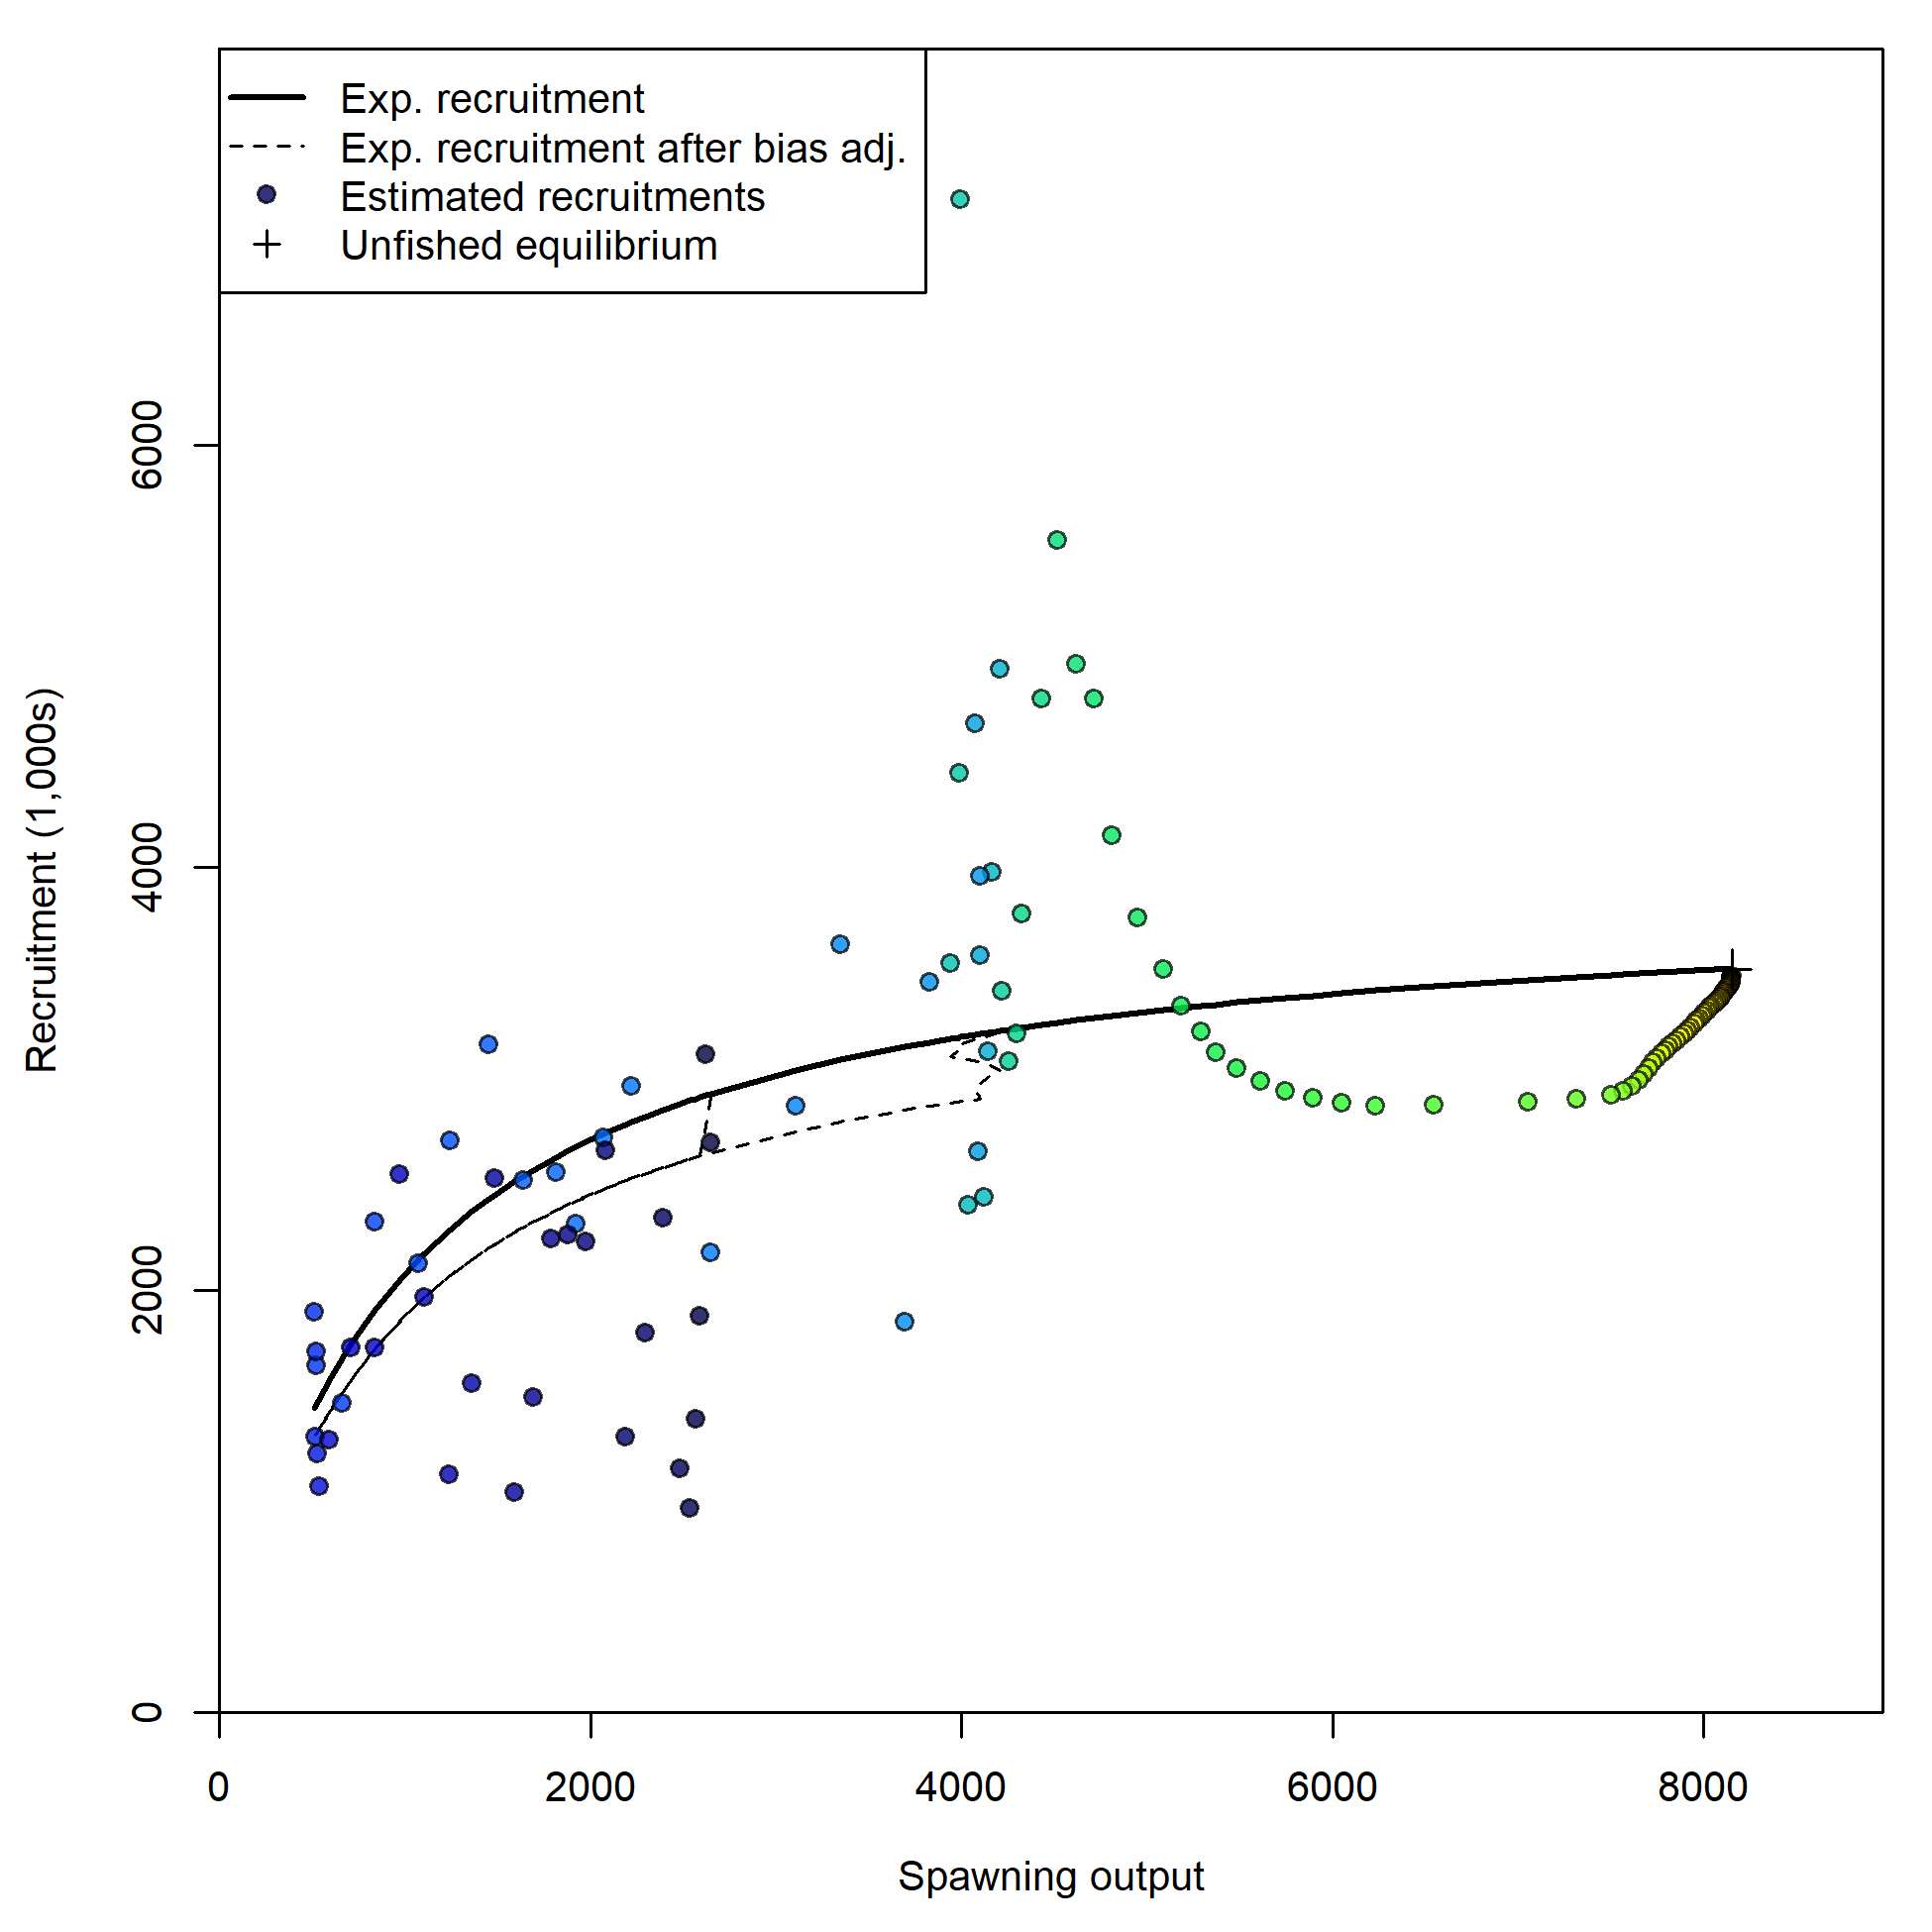 Exp. recruitment
Exp. recruitment after bias adj.
Estimated recruitments
Unfished equilibrium
Recruitment (1,000s)
6000
4000
2000
0
0 2000 4000 6000 8000
Spawning output